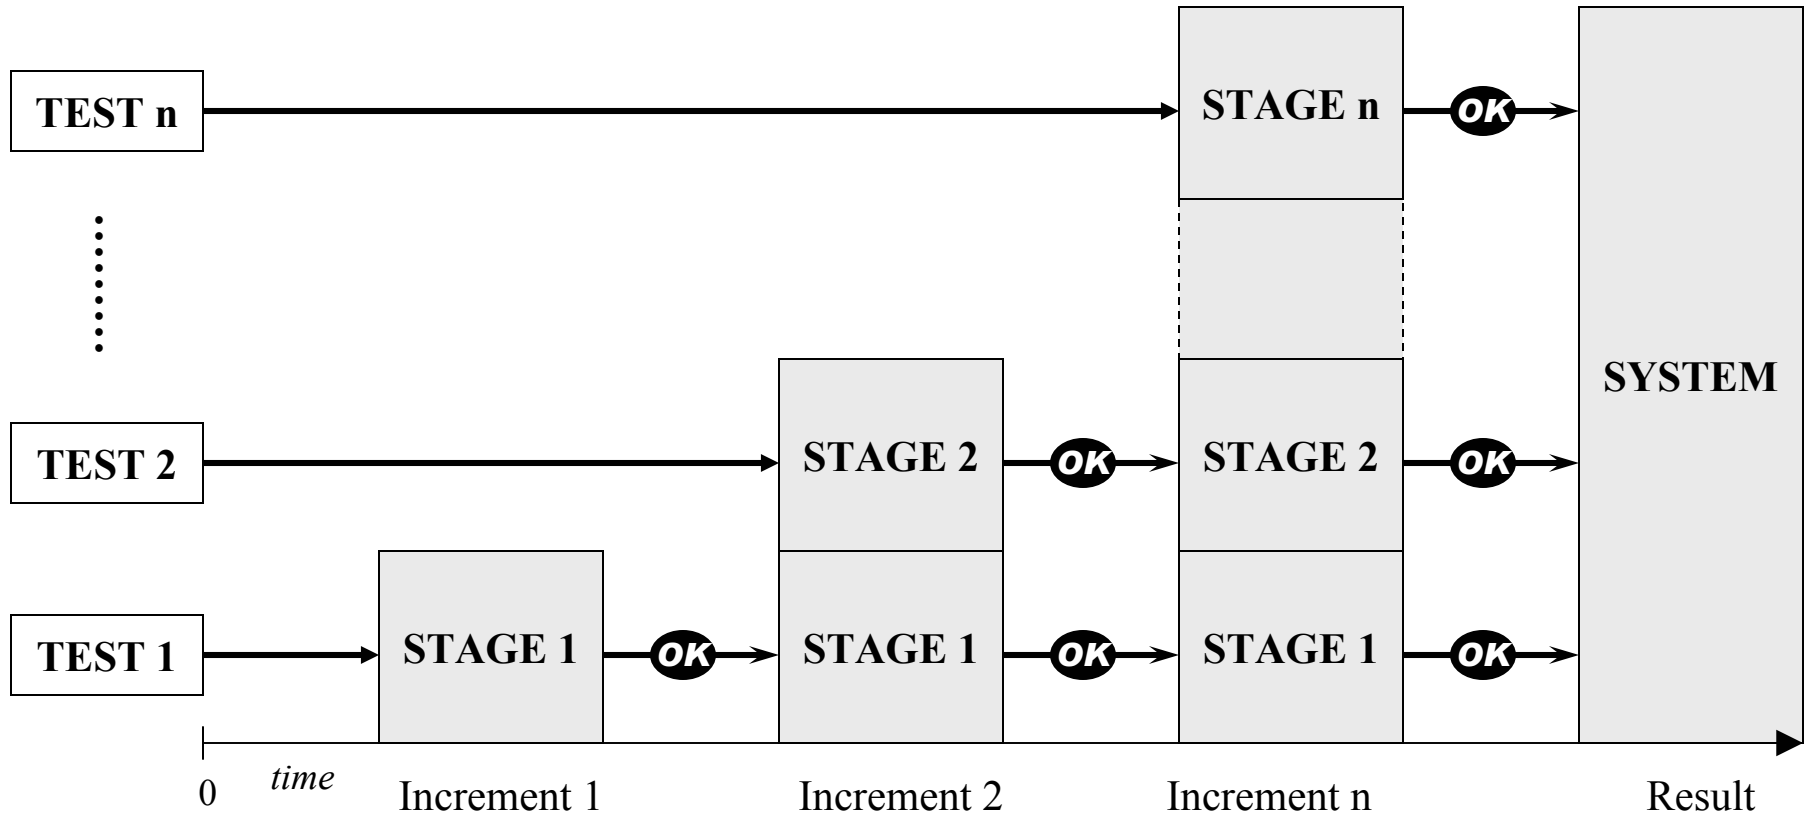 TEST n
STAGE n
OK
SYSTEM
TEST 2
STAGE 2
OK
STAGE 2
OK
TEST 1
STAGE 1
OK
STAGE 1
OK
STAGE 1
OK
0
time
Increment 1
Increment 2
Increment n
Result